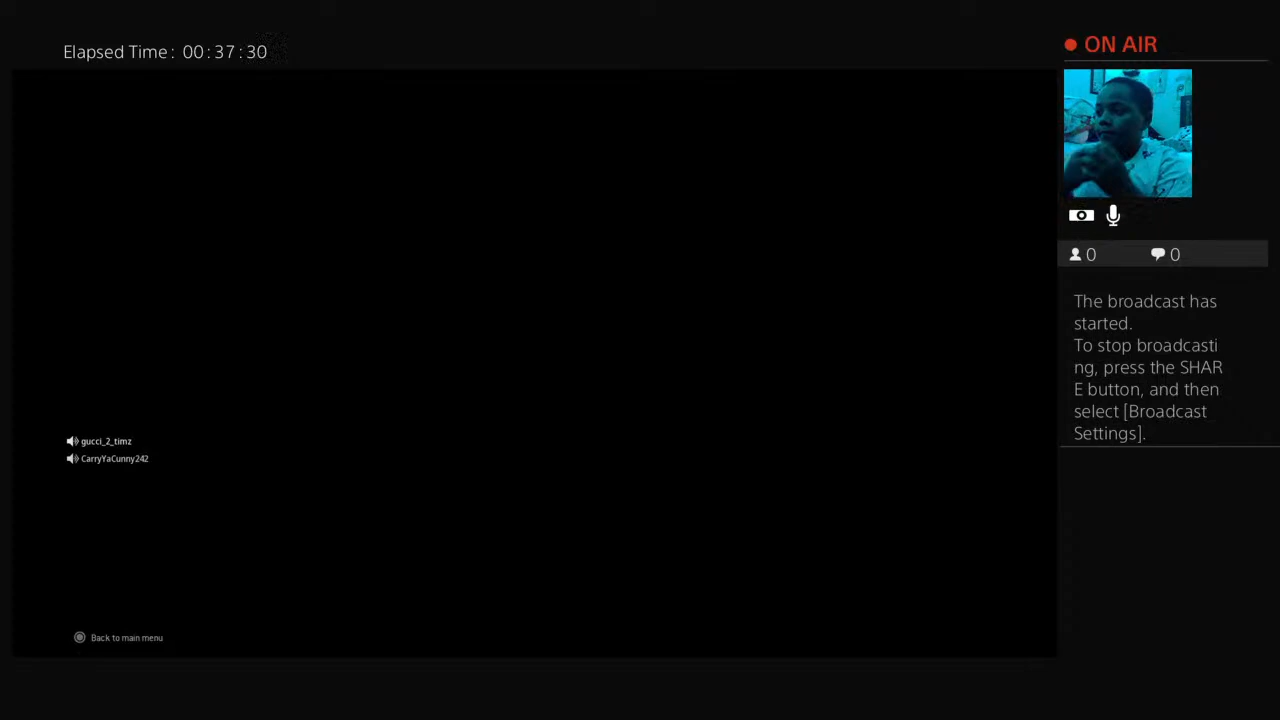 Elapsed Time: 00:37:30
ON AIR
0 0
The broadcast has
started.
To stop broadcasti
ng, press the SHAR
E button, and then
select [Broadcast
Settings].
gucci_2_timz
CarryYaCunny242
Back to main menu